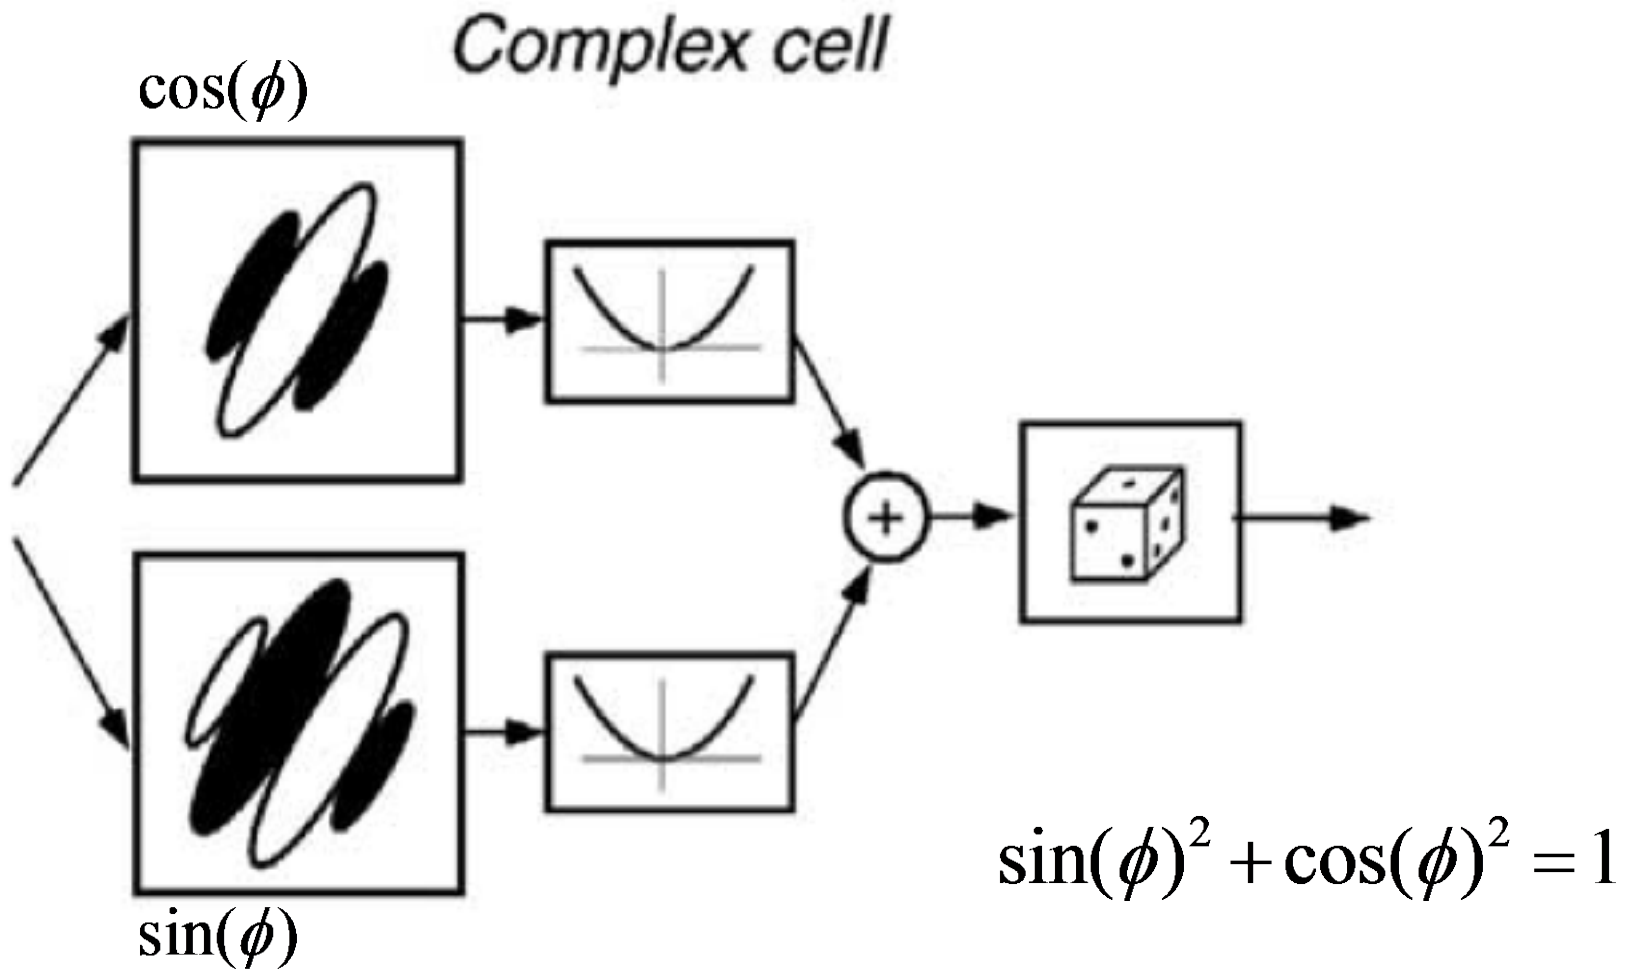 Complex cell
cos(ϕ)
+
sin(ϕ)² + cos(ϕ)² = 1
sin(ϕ)